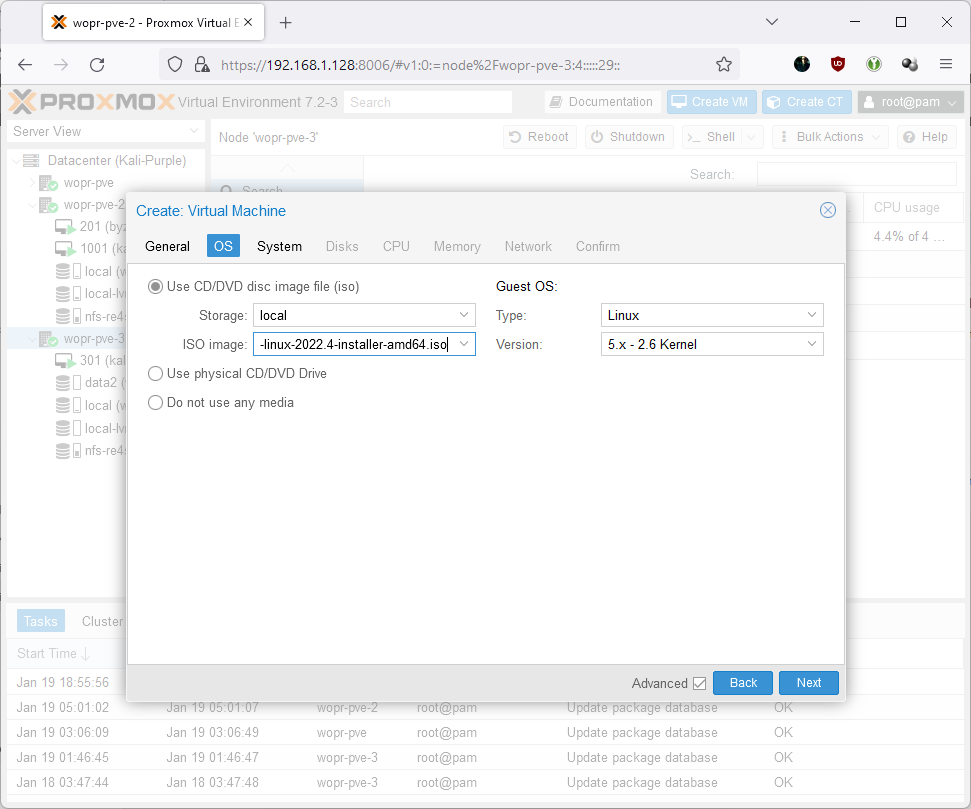 wopr-pve-2 - Proxmox Virtual E
https://192.168.1.128:8006/#v1:0:=node%2Fwopr-pve-3:4:::::29::
PROXMOX Virtual Environment 7.2-3 Search Documentation Create VM Create CT root@pam
Server View
Node 'wopr-pve-3' Reboot Shutdown >_ Shell Bulk Actions Help
Datacenter (Kali-Purple)
Search:
wopr-pve
Search
wopr-pve-2
CPU usage
201 (by
4.4% of 4 ...
1001 (ka
local (w
local-lv
nfs-re4s
wopr-pve-3
301 (kal
data2 (
local (w
local-lv
nfs-re4s
Create: Virtual Machine
General OS System Disks CPU Memory Network Confirm
Use CD/DVD disc image file (iso) Guest OS:
Storage: local Type: Linux
ISO image: -linux-2022.4-installer-amd64.iso Version: 5.x - 2.6 Kernel
Use physical CD/DVD Drive
Do not use any media
Advanced Back Next
Tasks Cluster
Start Time
Jan 19 18:55:56
Jan 19 05:01:02 Jan 19 05:01:07 wopr-pve-2 root@pam Update package database OK
Jan 19 03:06:09 Jan 19 03:06:49 wopr-pve root@pam Update package database OK
Jan 19 01:46:45 Jan 19 01:46:47 wopr-pve-3 root@pam Update package database OK
Jan 18 03:47:44 Jan 18 03:47:48 wopr-pve-3 root@pam Update package database OK